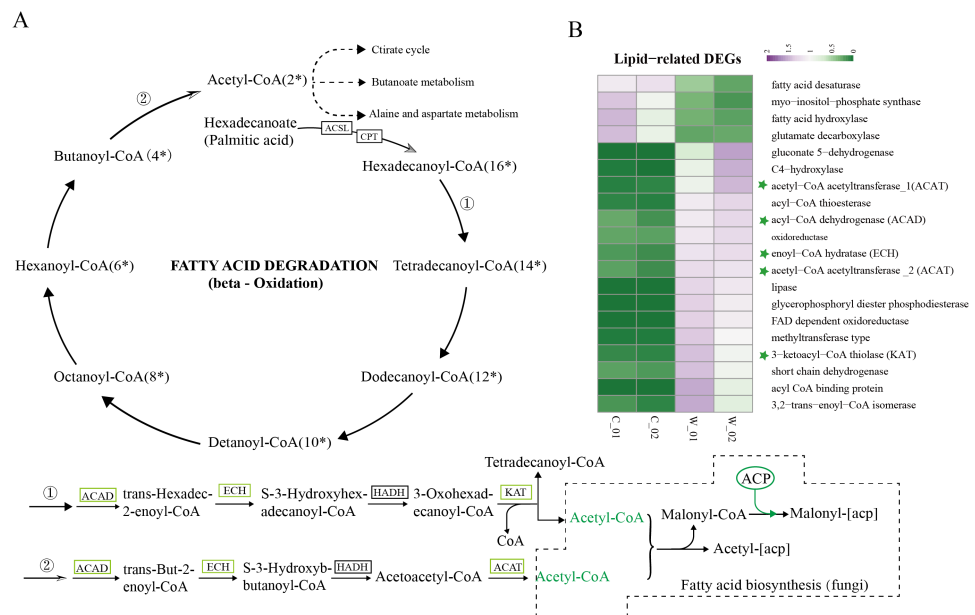 A
Ctirate cycle
Acetyl-CoA(2*)
Butanoate metabolism
②
Alaine and aspartate metabolism
Hexadecanoate
(Palmitic acid)
ACSL
CPT
Butanoyl-CoA (4*)
Hexadecanoyl-CoA(16*)
①
Hexanoyl-CoA(6*)
FATTY ACID DEGRADATION
(beta - Oxidation)
Tetradecanoyl-CoA(14*)
Octanoyl-CoA(8*)
Dodecanoyl-CoA(12*)
Detanoyl-CoA(10*)
B
Lipid-related DEGs
2
1.5
1
0.5
0
fatty acid desaturase
myo-inositol-phosphate synthase
fatty acid hydroxylase
glutamate decarboxylase
gluconate 5-dehydrogenase
C4-hydroxylase
acetyl-CoA acetyltransferase_1(ACAT)
acyl-CoA thioesterase
acyl-CoA dehydrogenase (ACAD)
oxidoreductase
enoyl-CoA hydratase (ECH)
acetyl-CoA acetyltransferase _2 (ACAT)
lipase
glycerophosphoryl diester phosphodiesterase
FAD dependent oxidoreductase
methyltransferase type
3-ketoacyl-CoA thiolase (KAT)
short chain dehydrogenase
acyl CoA binding protein
3,2-trans-enoyl-CoA isomerase
C_01
C_02
W_01
W_02
①
ACAD
trans-Hexadec-
2-enoyl-CoA
ECH
S-3-Hydroxyhex-
adecanoyl-CoA
HADH
3-Oxohexad-
ecanoyl-CoA
KAT
CoA
Tetradecanoyl-CoA
Acetyl-CoA
②
ACAD
trans-But-2-
enoyl-CoA
ECH
S-3-Hydroxyb-
butanoyl-CoA
HADH
Acetoacetyl-CoA
ACAT
Acetyl-CoA
ACP
Malonyl-CoA
Malonyl-[acp]
Acetyl-[acp]
Fatty acid biosynthesis (fungi)